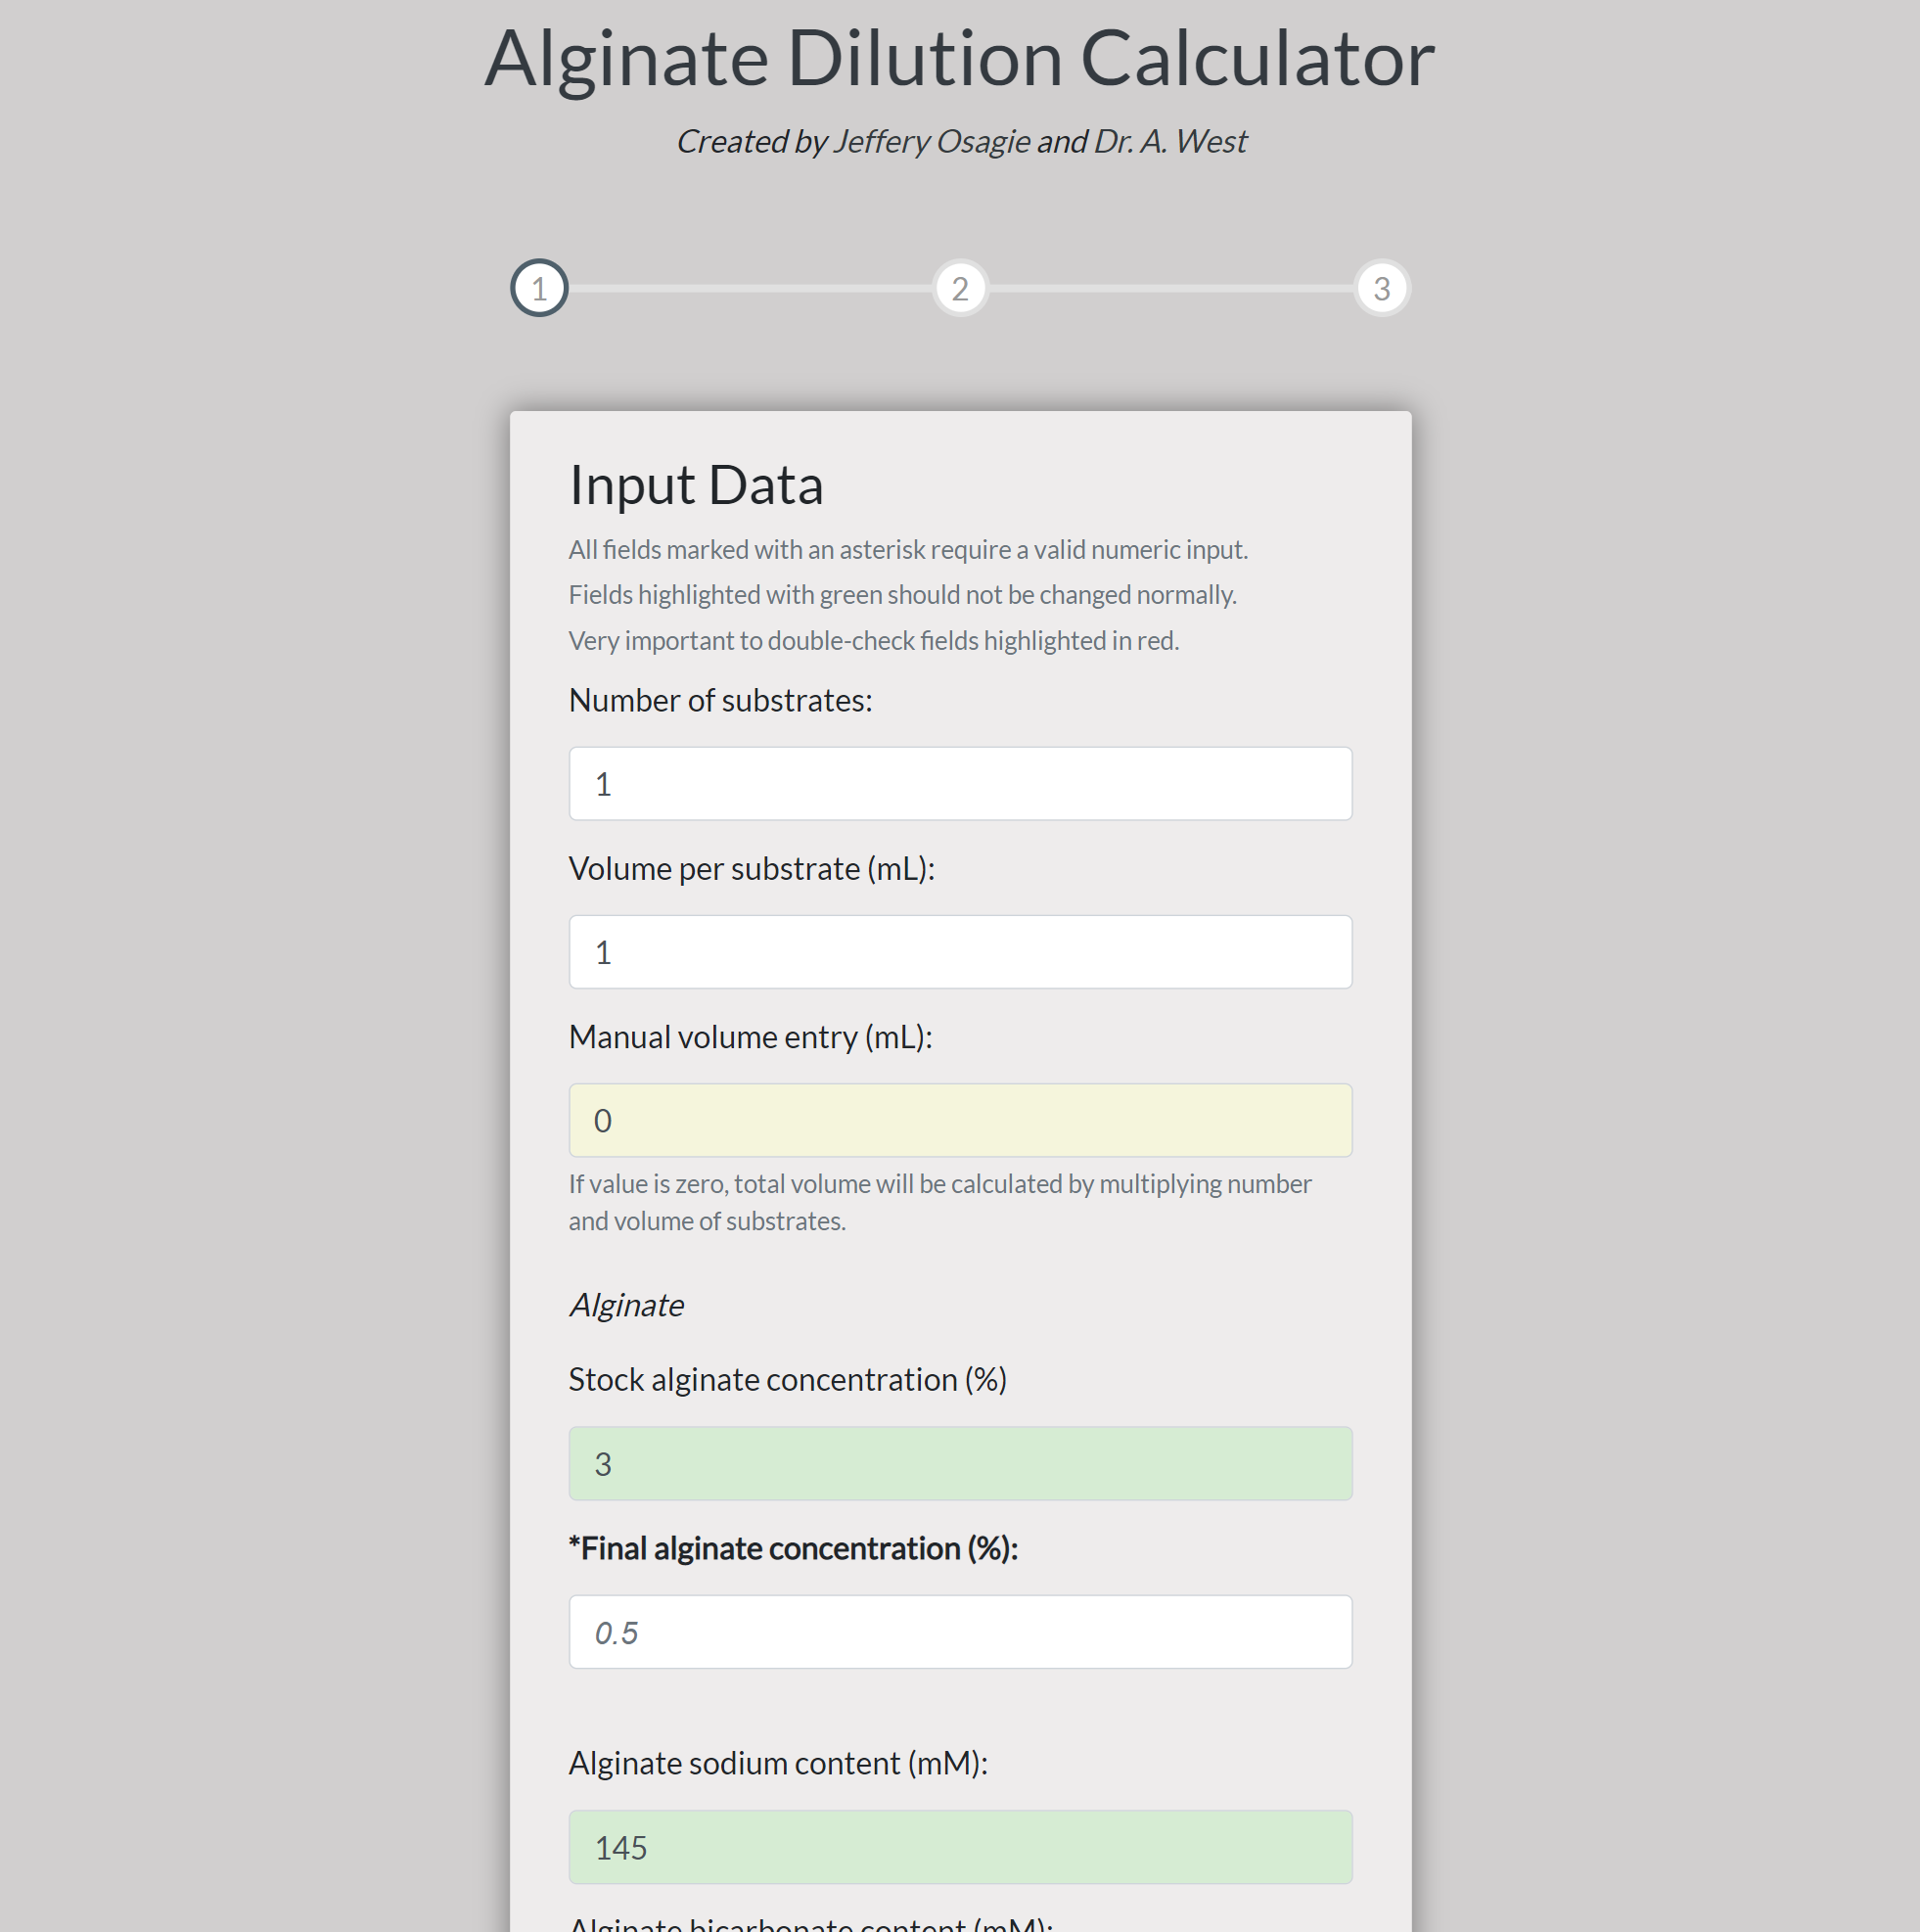 Alginate Dilution Calculator
Created by Jeffery Osagie and Dr. A. West
1 2 3
Input Data
All fields marked with an asterisk require a valid numeric input.
Fields highlighted with green should not be changed normally.
Very important to double-check fields highlighted in red.
Number of substrates:
1
Volume per substrate (mL):
1
Manual volume entry (mL):
0
If value is zero, total volume will be calculated by multiplying number
and volume of substrates.
Alginate
Stock alginate concentration (%)
3
*Final alginate concentration (%):
0.5
Alginate sodium content (mM):
145
Alginate bicarbonate content (mM):